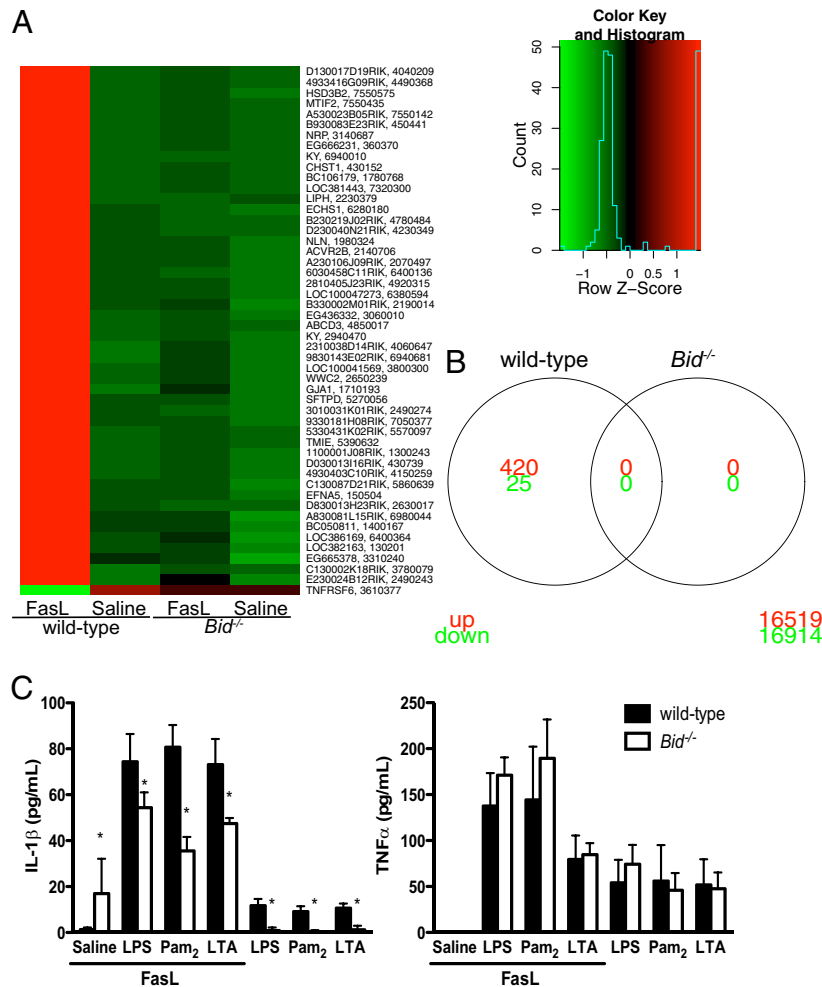 A
D130017D19RIK, 4040209
4933416G09RIK, 4490368
HSD3B2, 7550575
MTIF2, 7550435
A530023B05RIK, 7550142
B930083E23RIK, 450441
NRP, 3140687
EG666231, 360370
KY, 6940010
CHST1, 430152
BC106179, 1780768
LOC381443, 7320300
LIPH, 2230379
ECHS1, 6280180
B230219J02RIK, 4780484
D230040N21RIK, 4230349
NLN, 1980324
ACVR2B, 2140706
A230106J09RIK, 2070497
6030458C11RIK, 6400136
2810405J23RIK, 4920315
LOC100047273, 6380594
B330002M01RIK, 2190014
EG436332, 3060010
ABCD3, 4850017
KY, 2940470
2310038D14RIK, 4060647
9830143E02RIK, 6940681
LOC100041569, 3800300
WWC2, 2650239
GJA1, 1710193
SFTPD, 5270056
3010031K01RIK, 2490274
9330181H08RIK, 7050377
5330431K02RIK, 5570097
TMIE, 5390632
1100001J08RIK, 1300243
D030013I16RIK, 430739
4930403C10RIK, 4150259
C130087D21RIK, 5860639
EFNA5, 150504
D830013H23RIK, 2630017
A830081L15RIK, 6980044
BC050811, 1400167
LOC386169, 6400364
LOC382163, 130201
EG665378, 3310240
C130002K18RIK, 3780079
E230024B12RIK, 2490243
TNFRSF6, 3610377
FasL Saline FasL Saline
wild-type Bid-/-
Color Key
and Histogram
Count
50
40
30
20
10
0
−1 0 0.5 1
Row Z−Score
B
wild-type Bid-/-
420 0 0
25 0 0
up 16519
down 16914
C
IL-1β (pg/mL)
100
80
60
40
20
0
* * * * * * *
Saline LPS Pam2 LTA LPS Pam2 LTA
FasL
TNFα (pg/mL)
250
200
150
100
50
0
wild-type
Bid-/-
Saline LPS Pam2 LTA LPS Pam2 LTA
FasL